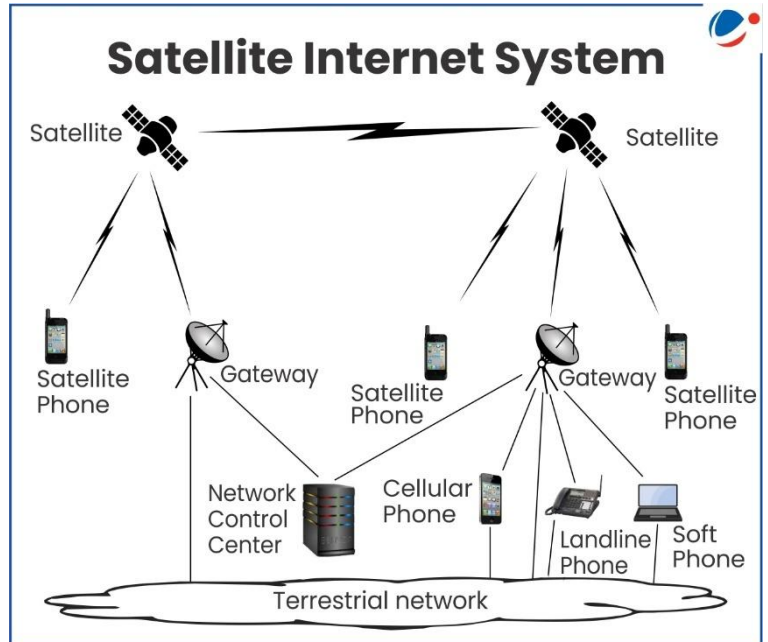 Satellite Internet System
Satellite
Satellite
Satellite
Phone
Gateway
Satellite
Phone
Gateway
Satellite
Phone
Network
Control
Center
Cellular
Phone
Landline
Phone
Soft
Phone
Terrestrial network